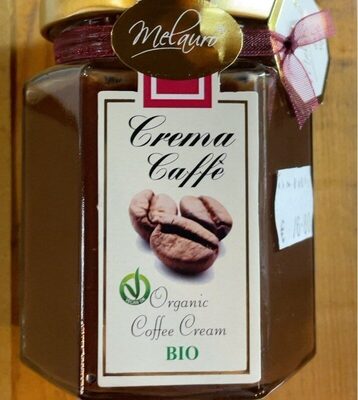 Melauro
Crema
Caffè
Organic
Coffee Cream
BIO
€